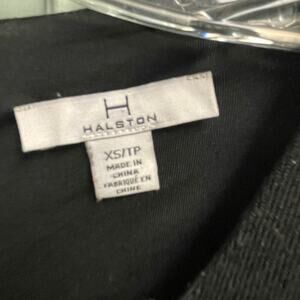 H
HALSTON
XS/TP
MADE IN
CHINA
FABRIQUÉ EN
CHINE